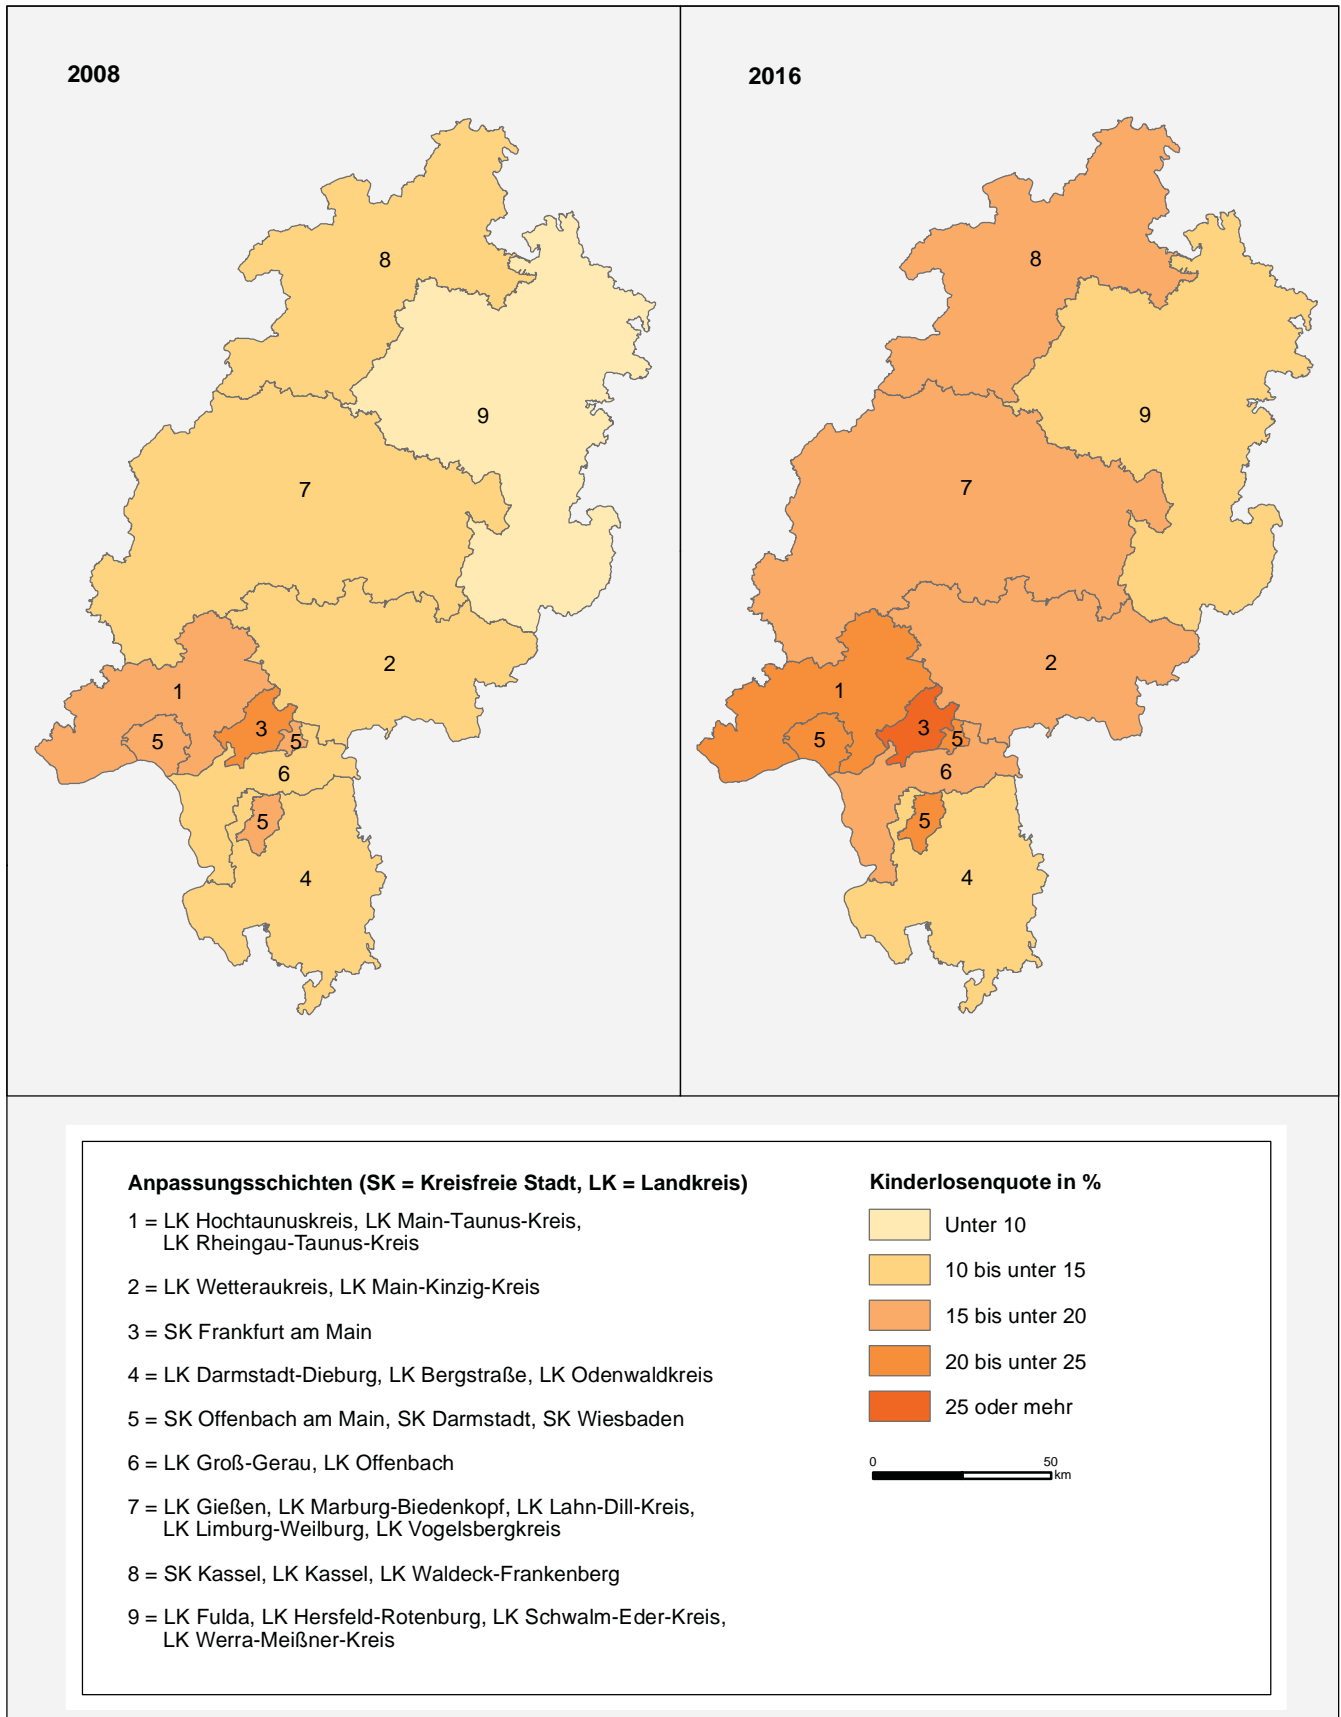 2008
8
9
7
2
1
3
5
5
6
5
4
2016
8
9
7
2
1
3
5
5
6
5
4
Anpassungsschichten (SK = Kreisfreie Stadt, LK = Landkreis)
1 = LK Hochtaunuskreis, LK Main-Taunus-Kreis,
LK Rheingau-Taunus-Kreis
2 = LK Wetteraukreis, LK Main-Kinzig-Kreis
3 = SK Frankfurt am Main
4 = LK Darmstadt-Dieburg, LK Bergstraße, LK Odenwaldkreis
5 = SK Offenbach am Main, SK Darmstadt, SK Wiesbaden
6 = LK Groß-Gerau, LK Offenbach
7 = LK Gießen, LK Marburg-Biedenkopf, LK Lahn-Dill-Kreis,
LK Limburg-Weilburg, LK Vogelsbergkreis
8 = SK Kassel, LK Kassel, LK Waldeck-Frankenberg
9 = LK Fulda, LK Hersfeld-Rotenburg, LK Schwalm-Eder-Kreis,
LK Werra-Meißner-Kreis
Kinderlosenquote in %
Unter 10
10 bis unter 15
15 bis unter 20
20 bis unter 25
25 oder mehr
0 50
km